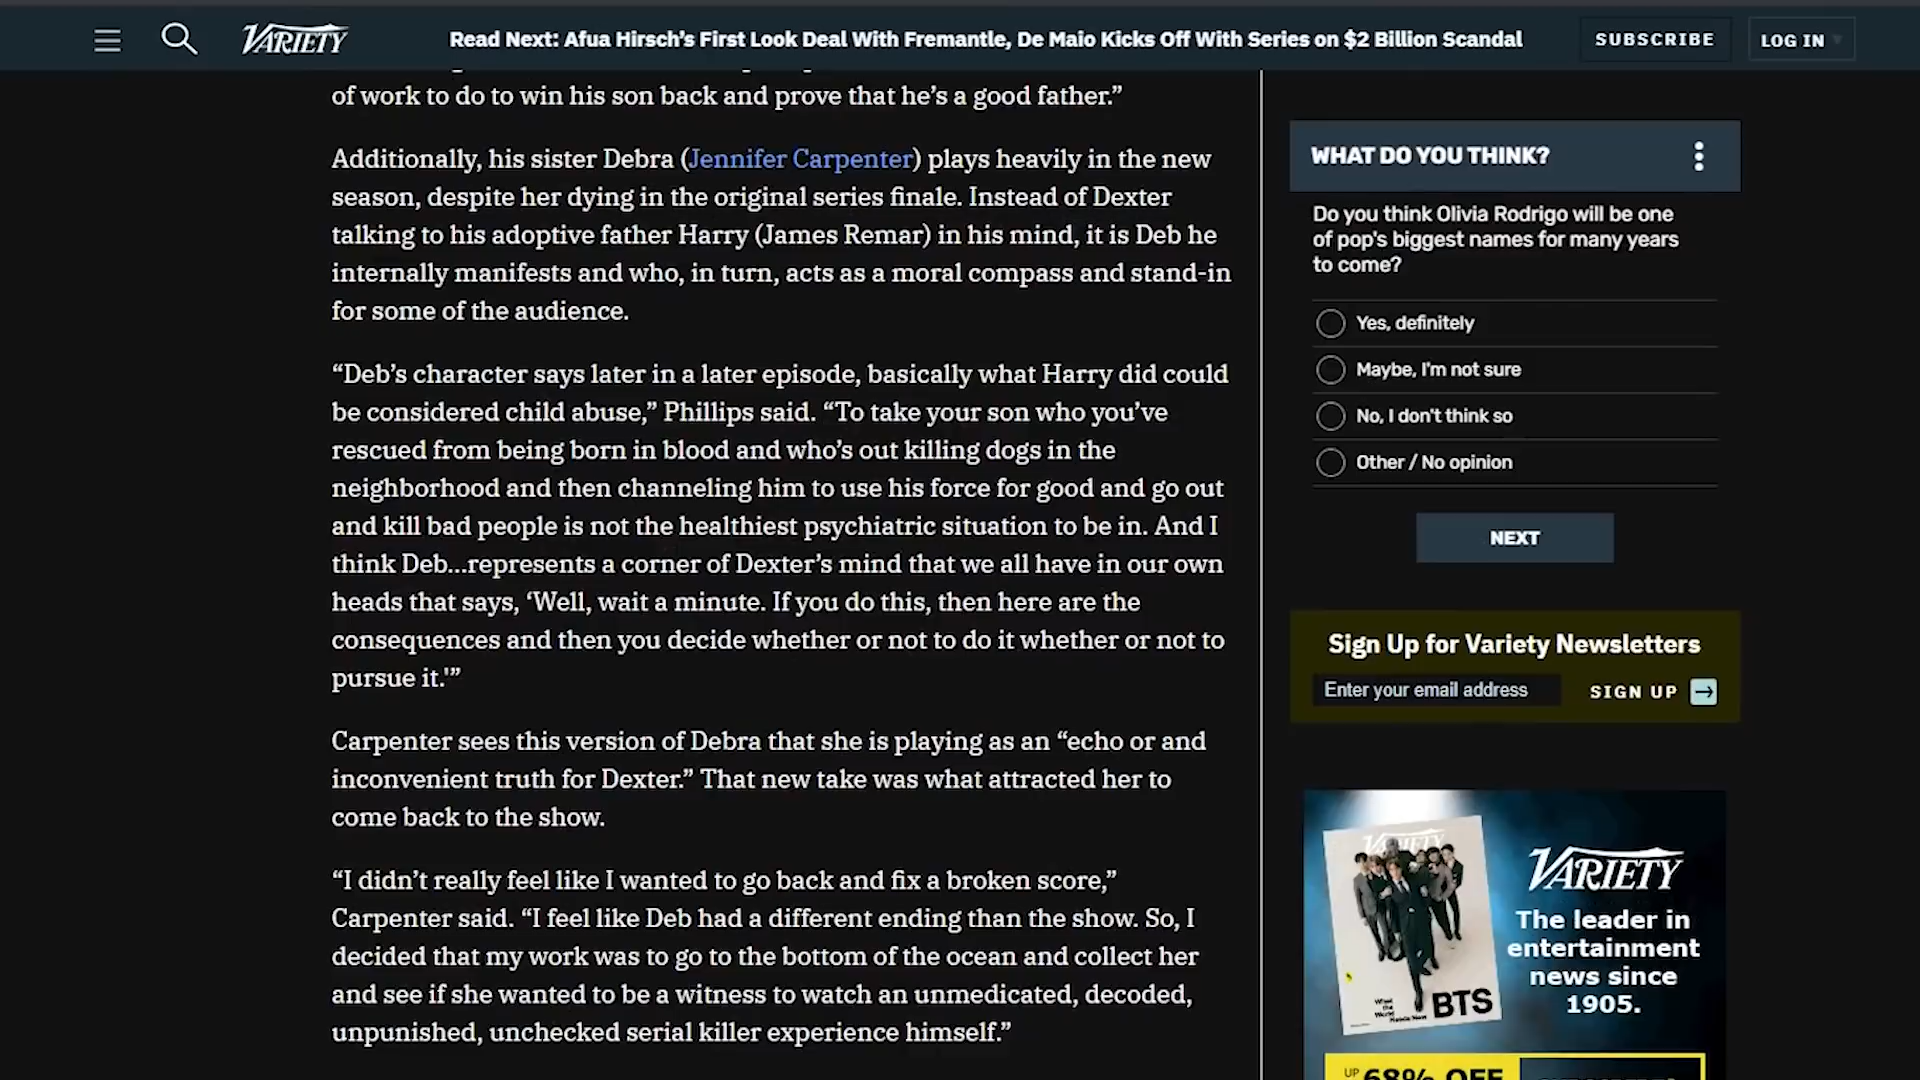 VARIETY
Read Next: Afua Hirsch’s First Look Deal With Fremantle, De Maio Kicks Off With Series on $2 Billion Scandal
SUBSCRIBE
LOG IN
of work to do to win his son back and prove that he’s a good father.”
Additionally, his sister Debra (Jennifer Carpenter) plays heavily in the new
season, despite her dying in the original series finale. Instead of Dexter
talking to his adoptive father Harry (James Remar) in his mind, it is Deb he
internally manifests and who, in turn, acts as a moral compass and stand-in
for some of the audience.
“Deb’s character says later in a later episode, basically what Harry did could
be considered child abuse,” Phillips said. “To take your son who you’ve
rescued from being born in blood and who’s out killing dogs in the
neighborhood and then channeling him to use his force for good and go out
and kill bad people is not the healthiest psychiatric situation to be in. And I
think Deb…represents a corner of Dexter’s mind that we all have in our own
heads that says, ‘Well, wait a minute. If you do this, then here are the
consequences and then you decide whether or not to do it whether or not to
pursue it.'”
Carpenter sees this version of Debra that she is playing as an “echo or and
inconvenient truth for Dexter.” That new take was what attracted her to
come back to the show.
“I didn’t really feel like I wanted to go back and fix a broken score,”
Carpenter said. “I feel like Deb had a different ending than the show. So, I
decided that my work was to go to the bottom of the ocean and collect her
and see if she wanted to be a witness to watch an unmedicated, decoded,
unpunished, unchecked serial killer experience himself.”
WHAT DO YOU THINK?
Do you think Olivia Rodrigo will be one
of pop's biggest names for many years
to come?
Yes, definitely
Maybe, I'm not sure
No, I don't think so
Other / No opinion
NEXT
Sign Up for Variety Newsletters
Enter your email address
SIGN UP
VARIETY
What
the
World
Needs Now
BTS
VARIETY
The leader in
entertainment
news since
1905.
UP
68% OFF